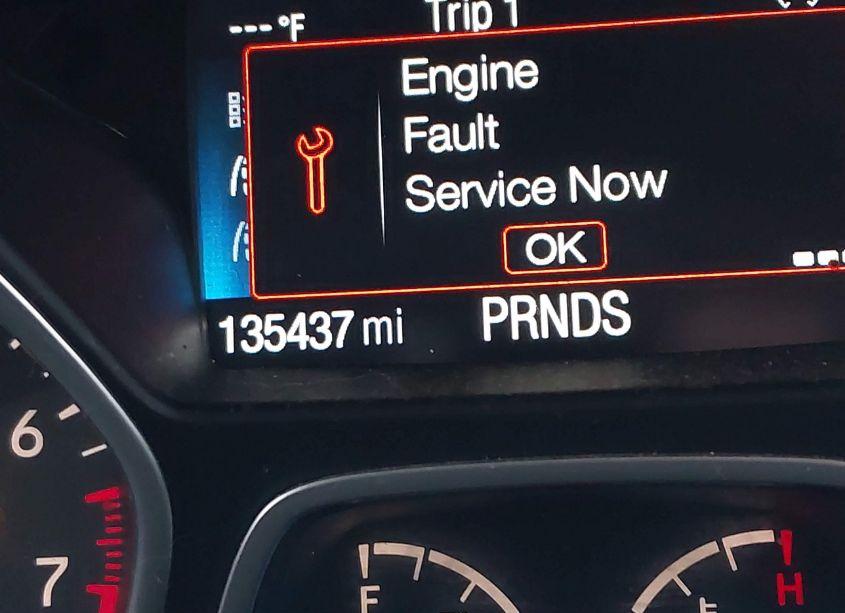 ---°F
Trip 1
Engine
Fault
Service Now
OK
135437 mi
PRNDS
6
7
H